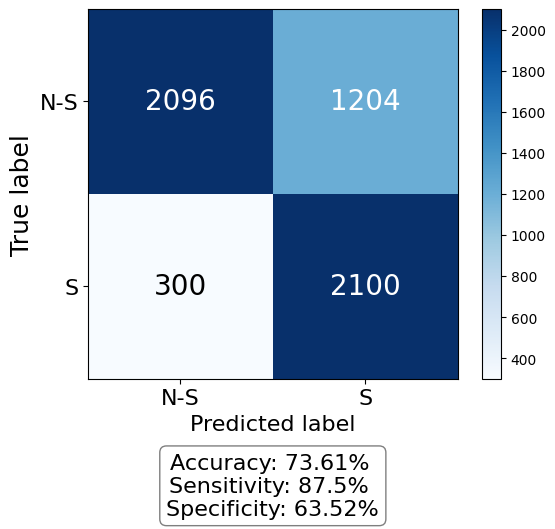 True label
N-S
2096
1204
S
300
2100
N-S
S
Predicted label
2000
1800
1600
1400
1200
1000
800
600
400
Accuracy: 73.61%
Sensitivity: 87.5%
Specificity: 63.52%